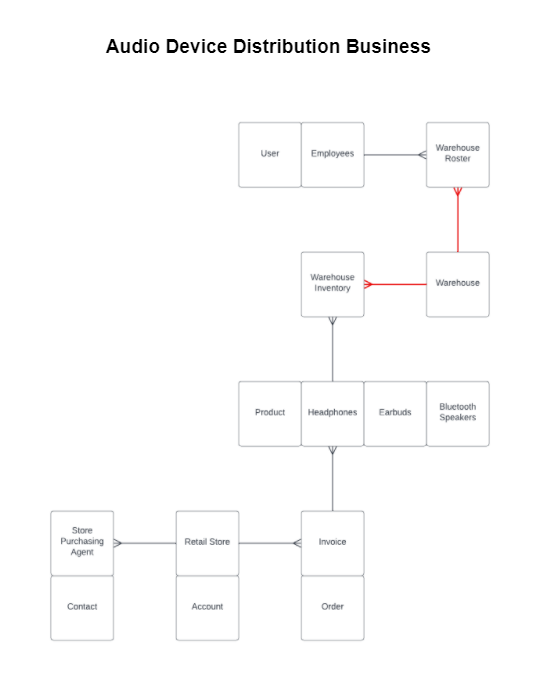 Audio Device Distribution Business
User
Employees
Warehouse
Roster
Warehouse
Inventory
Warehouse
Product
Headphones
Earbuds
Bluetooth
Speakers
Store
Purchasing
Agent
Retail Store
Invoice
Contact
Account
Order